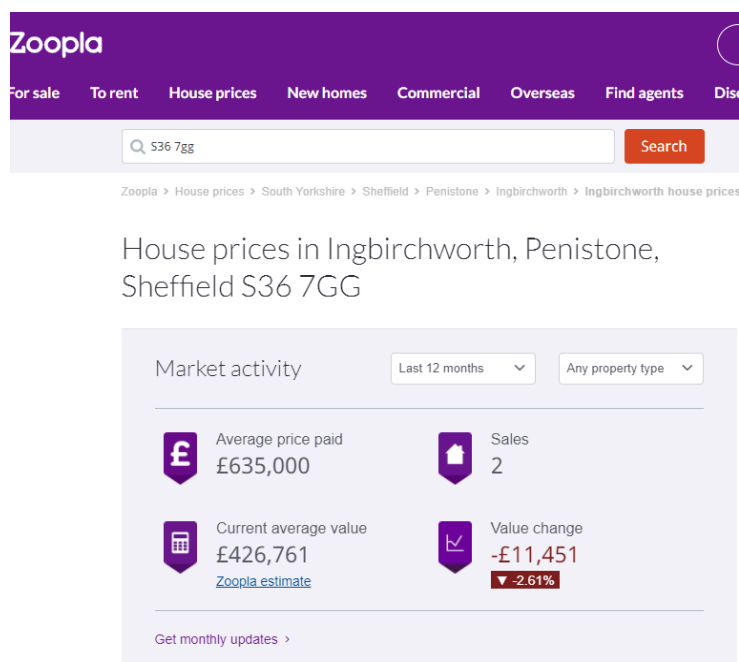 Zoopla
For sale To rent House prices New homes Commercial Overseas Find agents
S36 7gg Search
Zoopla > House prices > South Yorkshire > Sheffield > Penistone > Ingbirchworth > Ingbirchworth house prices
House prices in Ingbirchworth, Penistone,
Sheffield S36 7GG
Market activity Last 12 months Any property type
Average price paid Sales
£635,000 2
Current average value Value change
£426,761 -£11,451
Zoopla estimate ▼ -2.61%
Get monthly updates >